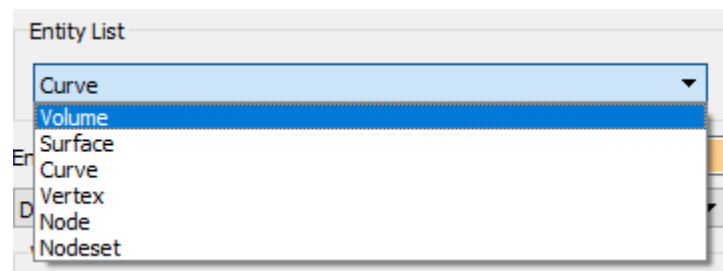 Entity List
Curve
Volume
Surface
Curve
Vertex
Node
Nodeset